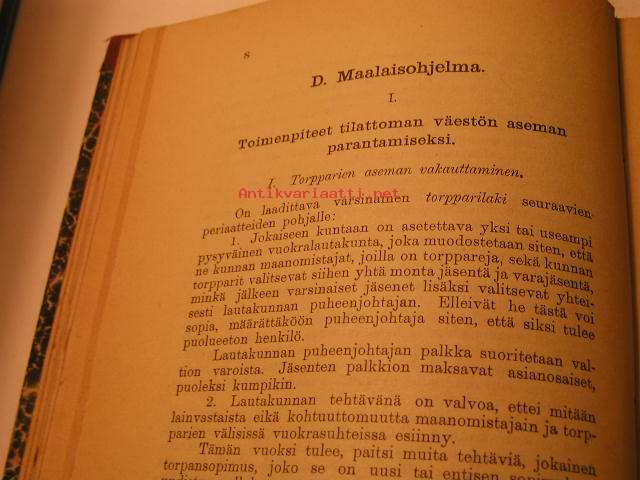 8
D. Maalaisohjelma.
I.
Toimenpiteet tilattoman väestön aseman
parantamiseksi.
I. Torpparien aseman vakauttaminen.
Antikvariaatti.net
On laadittava varsinainen torpparilaki seuraavien
periaatteiden pohjalle:
1. Jokaiseen kuntaan on asetettava yksi tai useampi
pysyväinen vuokralautakunta, joka muodostetaan siten, että
ne kunnan maanomistajat, joilla on torppareja, sekä kunnan
torpparit valitsevat siihen yhtä monta jäsentä ja varajäsentä,
minkä jälkeen varsinaiset jäsenet lisäksi valitsevat yhtei-
sesti lautakunnan puheenjohtajan. Elleivät he tästä voi
sopia, määrättäköön puheenjohtaja siten, että siksi tulee
puolueeton henkilö.
Lautakunnan puheenjohtajan palkka suoritetaan val-
tion varoista. Jäsenten palkkion maksavat asianosaiset,
puoleksi kumpikin.
2. Lautakunnan tehtävänä on valvoa, ettei mitään
lainvastaista eikä kohtuuttomuutta maanomistajain ja torp-
parien välisissä vuokrasuhteissa esiinny.
Tämän vuoksi tulee, paitsi muita tehtäviä, jokainen
torpansopimus, joko se on uusi tai entisen